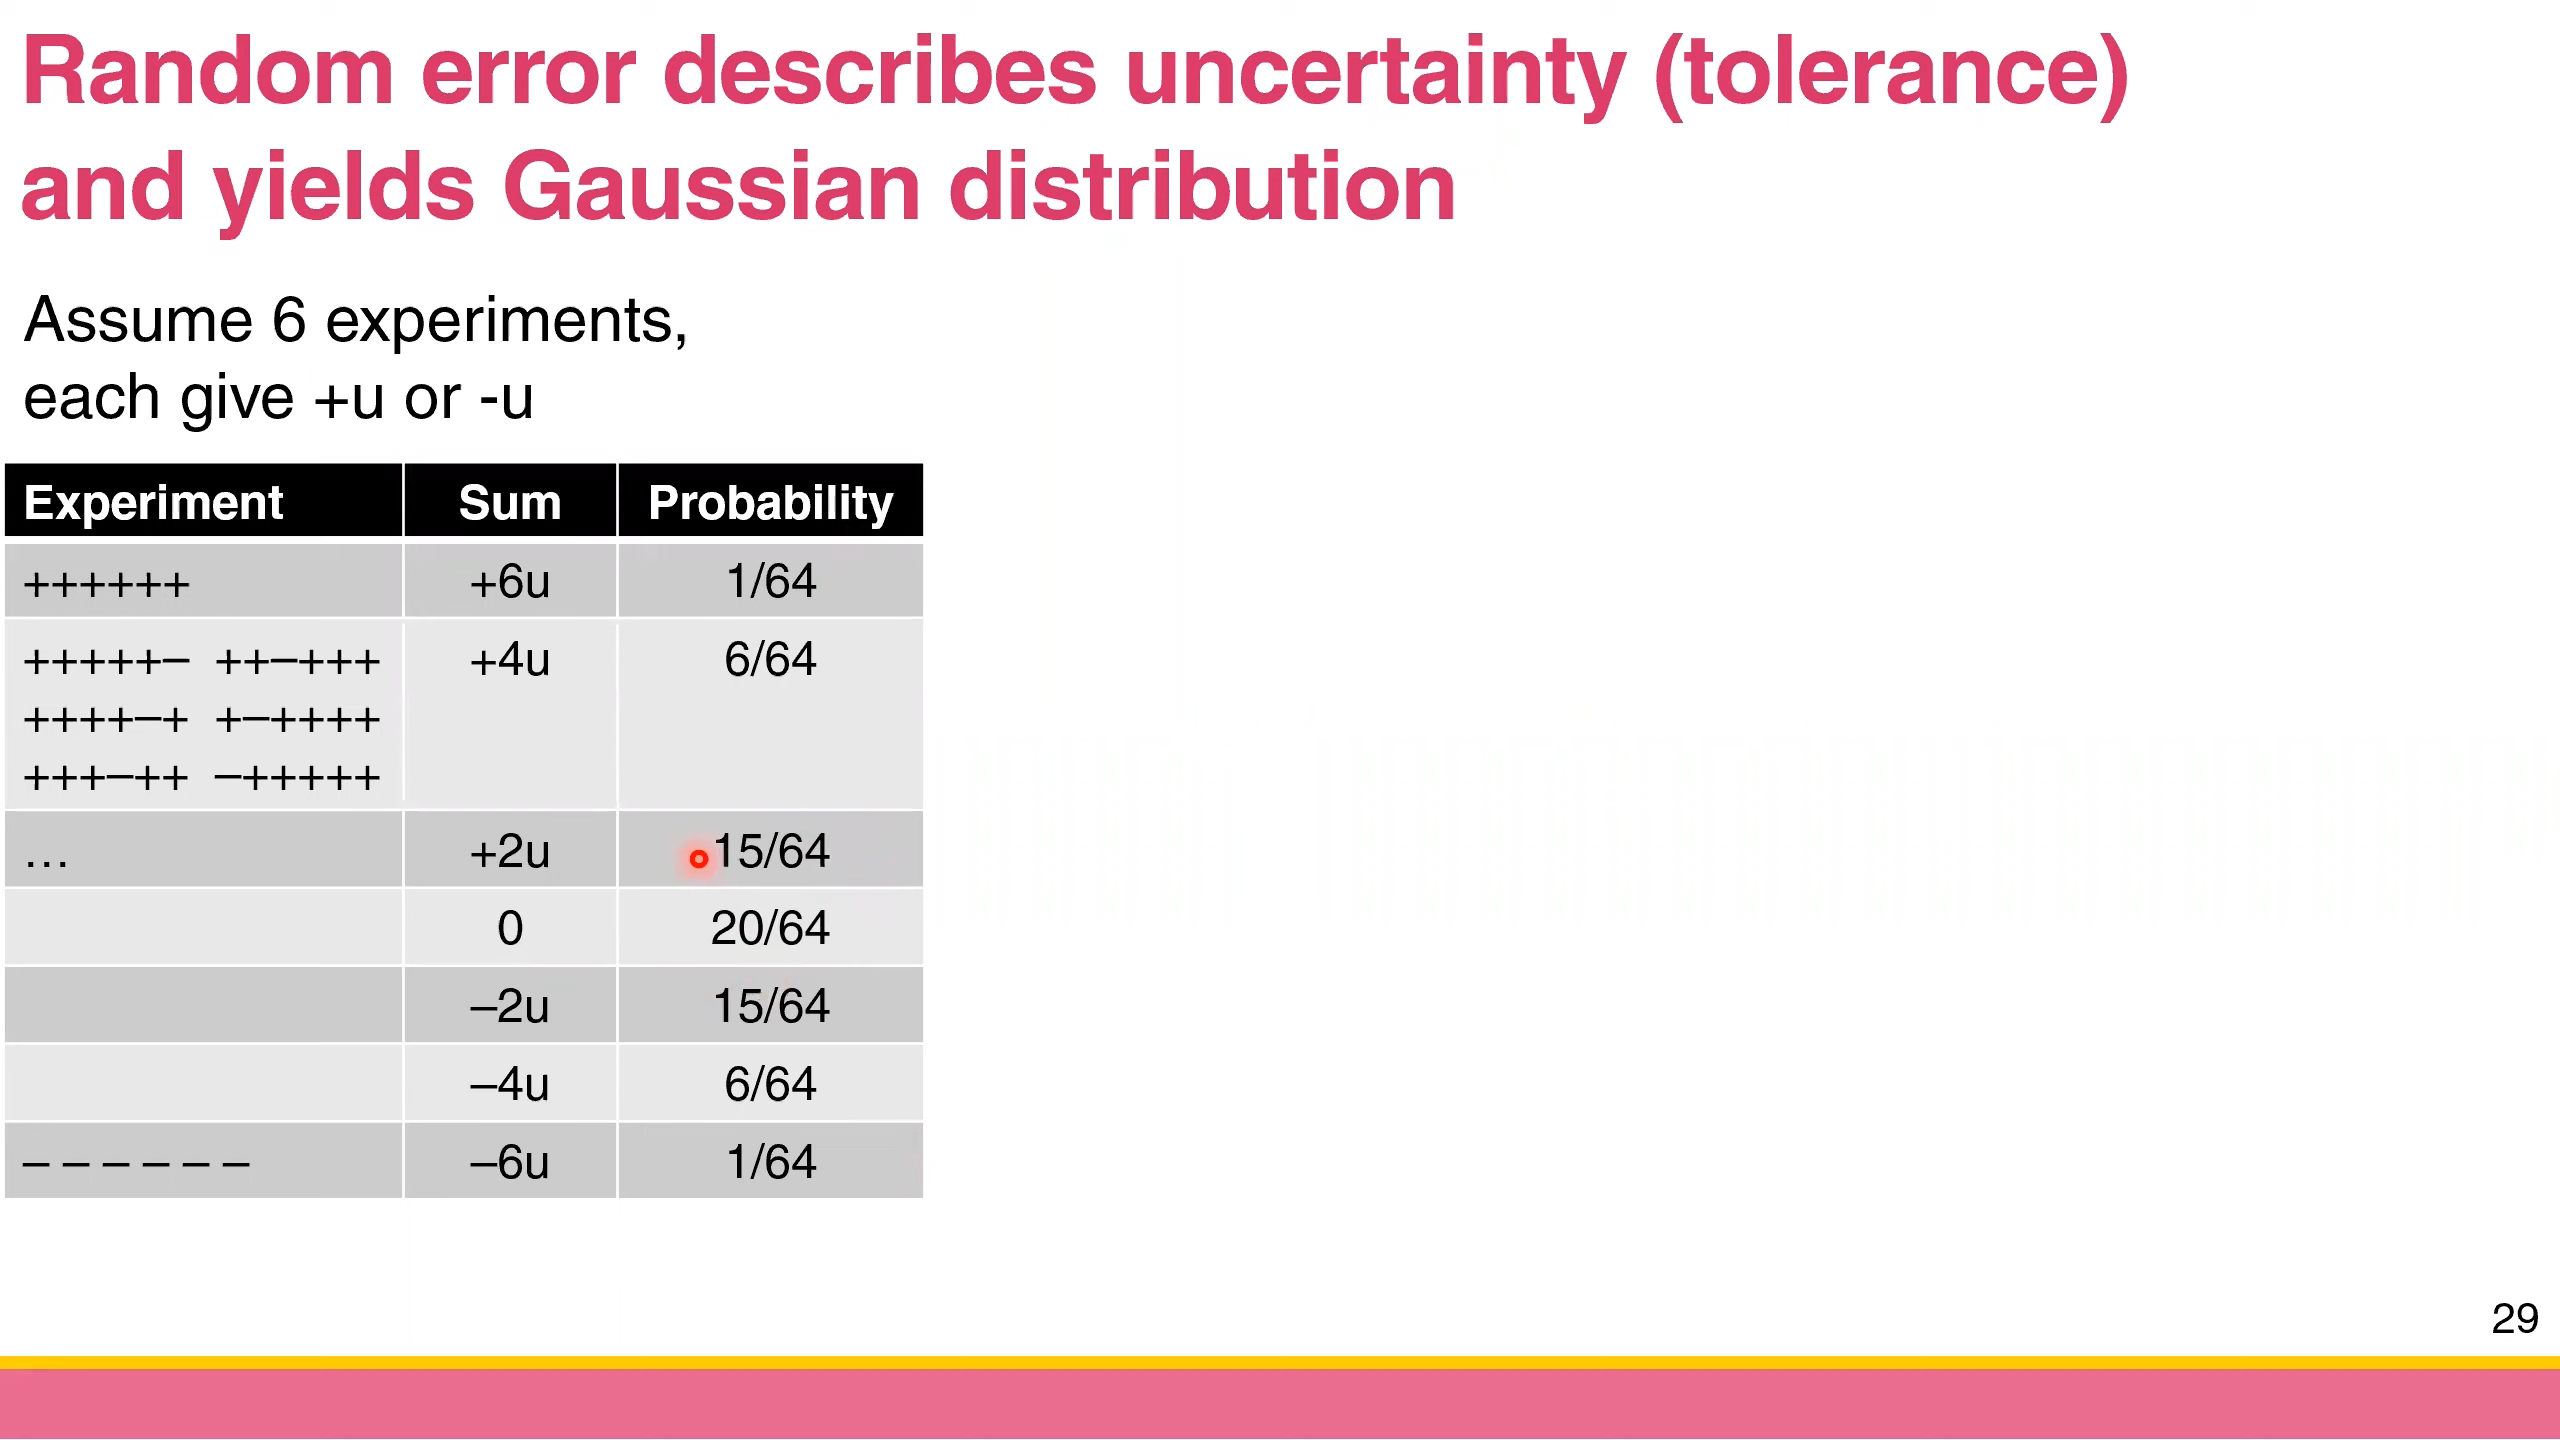 Random error describes uncertainty (tolerance)
and yields Gaussian distribution
Assume 6 experiments,
each give +u or -u
Experiment Sum Probability
++++++ +6u 1/64
+++++– ++–+++ +4u 6/64
++++–+ +–++++
+++–++ –+++++
… +2u 15/64
0 20/64
–2u 15/64
–4u 6/64
– – – – – – –6u 1/64
29